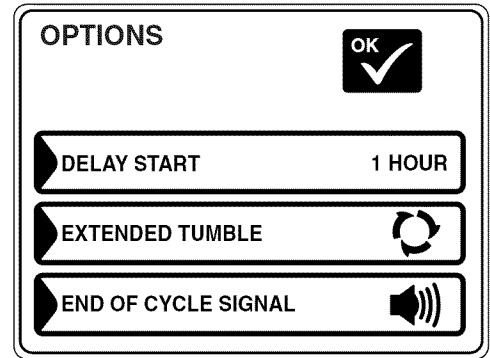 OPTIONS
OK
DELAY START 1 HOUR
EXTENDED TUMBLE
END OF CYCLE SIGNAL